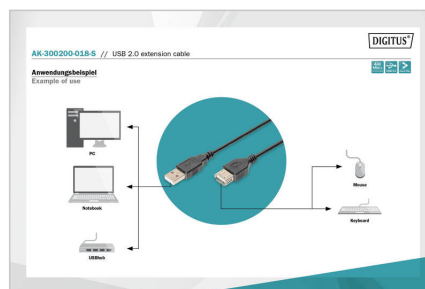 DIGITUS®
AK-300200-018-S // USB 2.0 extension cable
Anwendungsbeispiel
Example of use
PC
Notebook
USBhub
Mouse
Keyboard